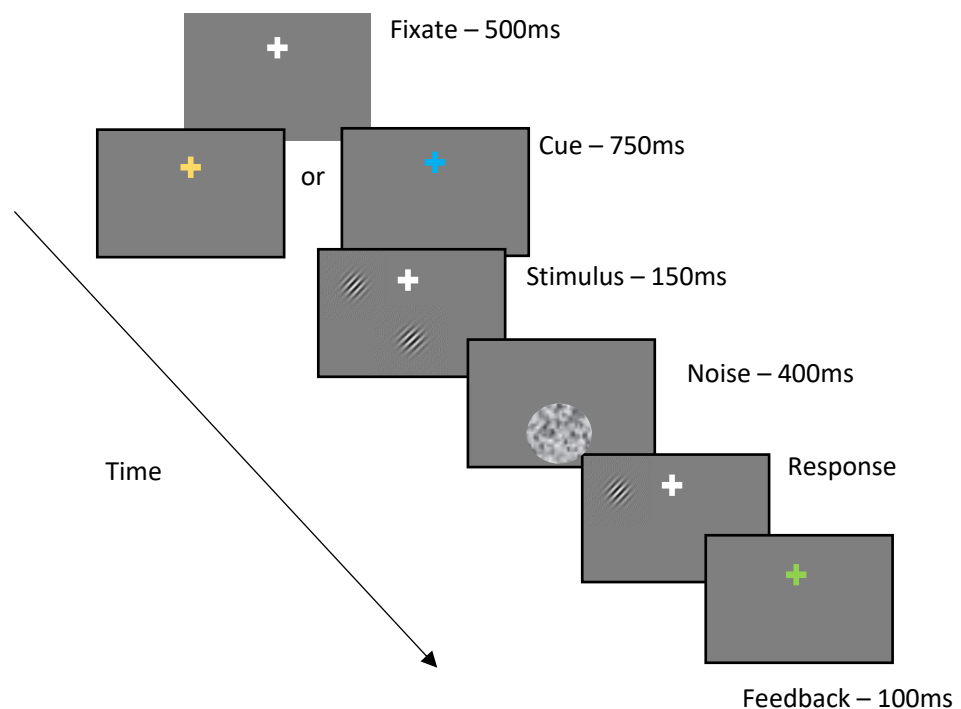 Fixate – 500ms
Cue – 750ms
or
Stimulus – 150ms
Noise – 400ms
Response
Time
Feedback – 100ms